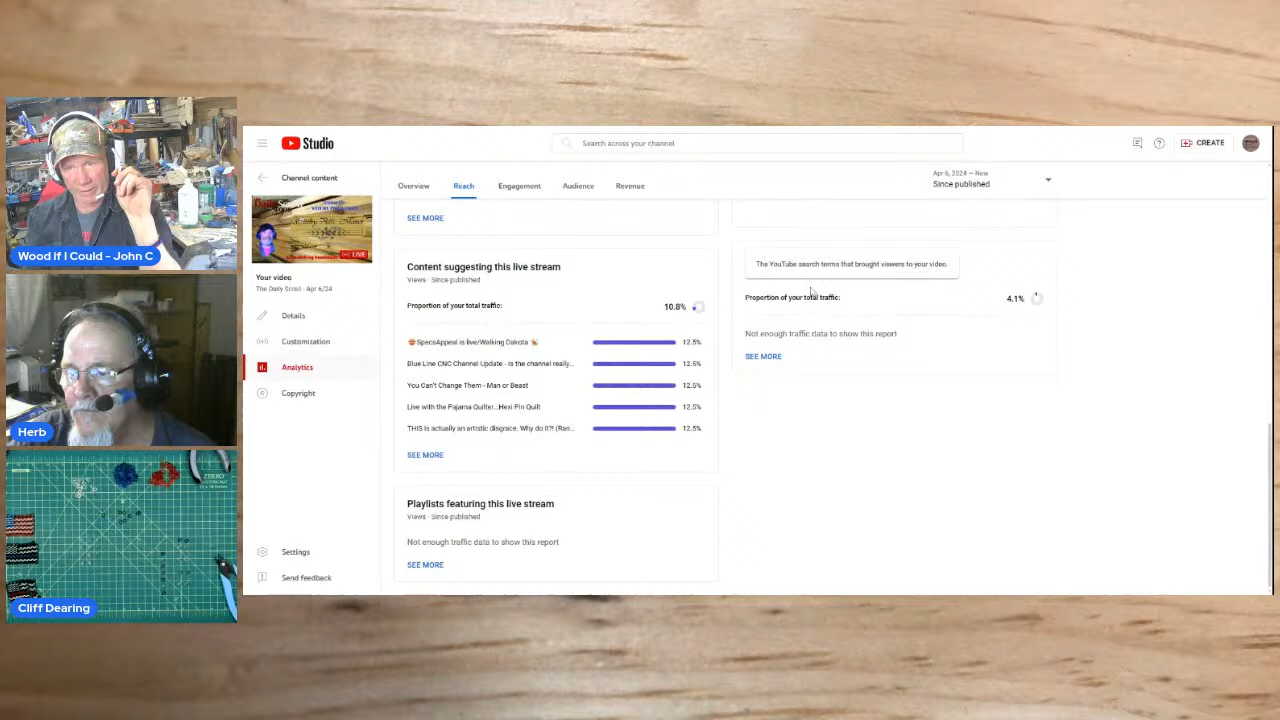 Wood If I Could - John C
Herb
ZEERO
Cliff Dearing
Studio
Search across your channel
CREATE
Channel content
LIVE
Your video
The Daily Scroll - Apr 6/24
Details
Customization
Analytics
Copyright
Settings
Send feedback
Overview
Reach
Engagement
Audience
Revenue
Apr 6, 2024 – Now
Since published
SEE MORE
Content suggesting this live stream
Views · Since published
Proportion of your total traffic:
10.8%
SpecsAppeal is live/Walking Dakota
12.5%
Blue Line CNC Channel Update - Is the channel really...
12.5%
You Can't Change Them - Man or Beast
12.5%
Live with the Pajama Quilter...Hexi Pin Quilt
12.5%
THIS is actually an artistic disgrace. Why do it?! (Ran...
12.5%
SEE MORE
Playlists featuring this live stream
Views · Since published
Not enough traffic data to show this report
SEE MORE
The YouTube search terms that brought viewers to your video.
Proportion of your total traffic:
4.1%
Not enough traffic data to show this report
SEE MORE